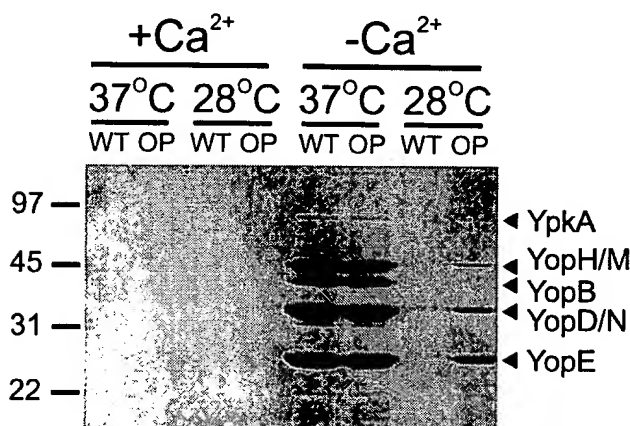 +Ca²⁺ -Ca²⁺
37°C 28°C 37°C 28°C
WT OP WT OP WT OP WT OP
97
YpkA
45
YopH/M
YopB
YopD/N
31
YopE
22